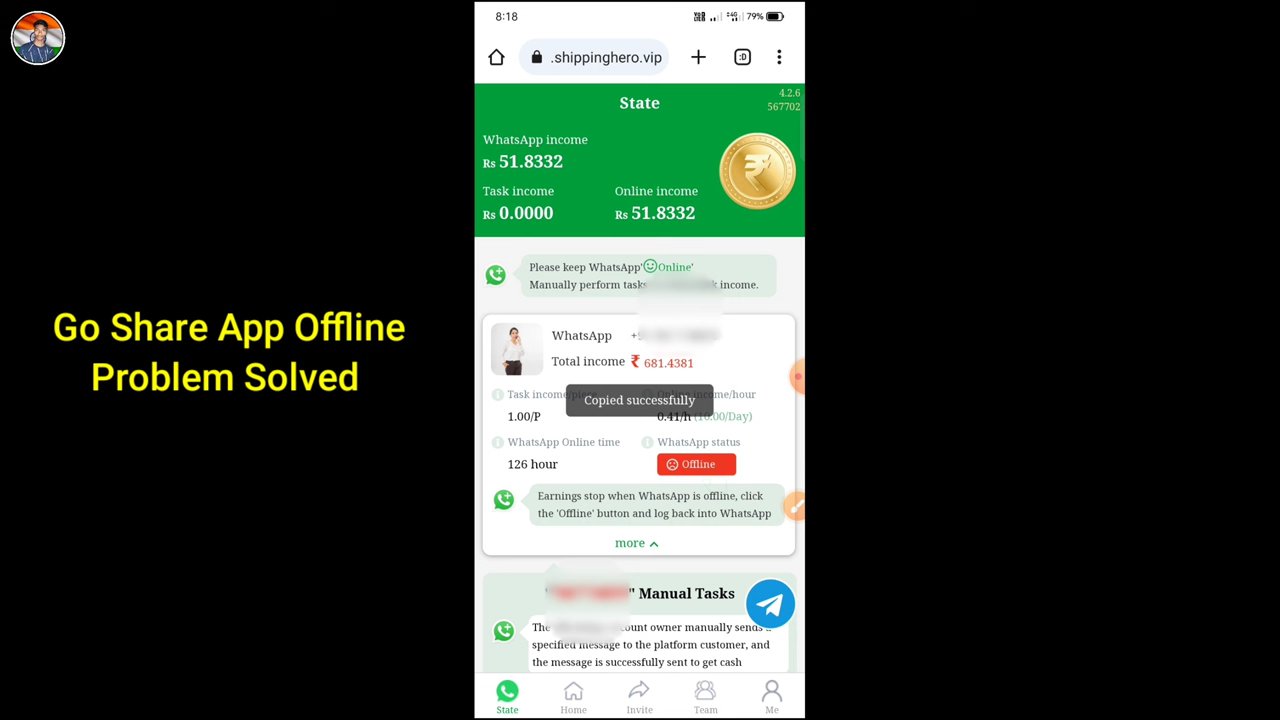 Go Share App Offline
Problem Solved
8:18
79%
.shippinghero.vip
State
4.2.6
567702
WhatsApp income
Rs 51.8332
Task income
Online income
Rs 0.0000
Rs 51.8332
Please keep WhatsApp'Online'
Manually perform tasks income.
WhatsApp
Total income ₹ 681.4381
Copied successfully
Task income/piece
Online income/hour
1.00/P
0.41/h (10.00/Day)
WhatsApp Online time
WhatsApp status
126 hour
Offline
Earnings stop when WhatsApp is offline, click
the 'Offline' button and log back into WhatsApp
more
" Manual Tasks
The account owner manually sends a
specified message to the platform customer, and
the message is successfully sent to get cash
State
Home
Invite
Team
Me